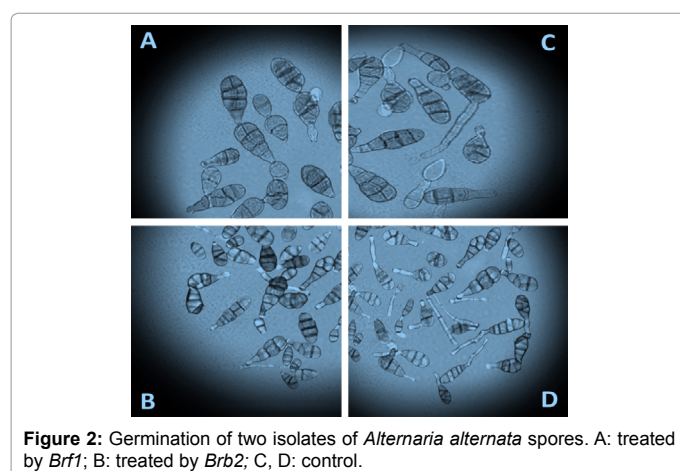 A
C
B
D
Figure 2: Germination of two isolates of Alternaria alternata spores. A: treated
by Brf1; B: treated by Brb2; C, D: control.